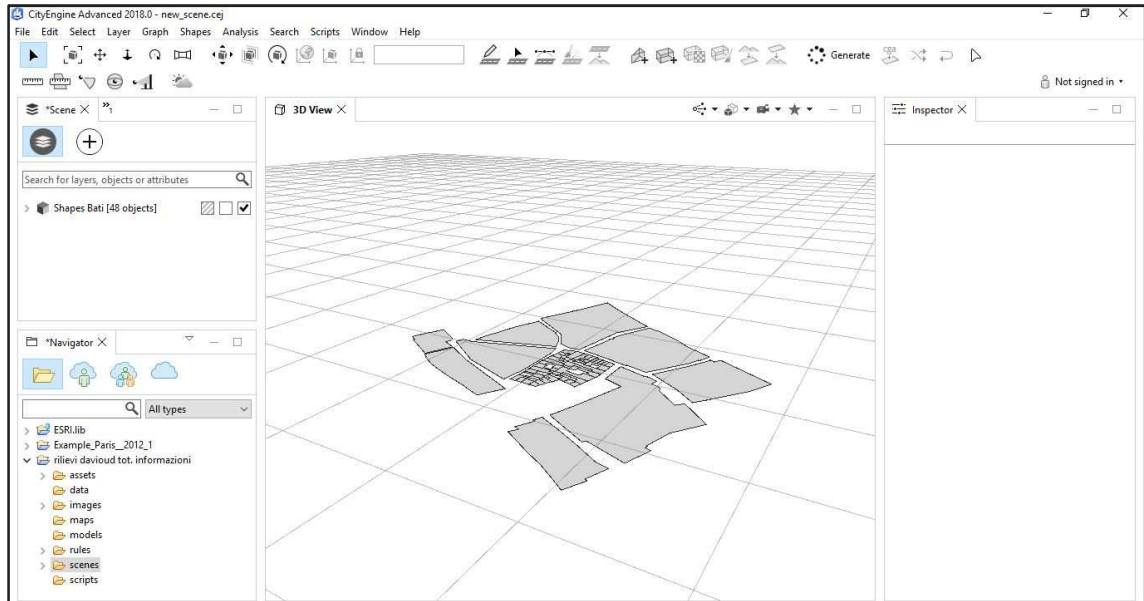 CityEngine Advanced 2018.0 - new_scene.cej
File Edit Select Layer Graph Shapes Analysis Search Scripts Window Help
Generate
Not signed in
*Scene
»1
3D View
Inspector
Search for layers, objects or attributes
Shapes Bati [48 objects]
*Navigator
All types
ESRI.lib
Example_Paris__2012_1
rilievi davioud tot. informazioni
assets
data
images
maps
models
rules
scenes
scripts